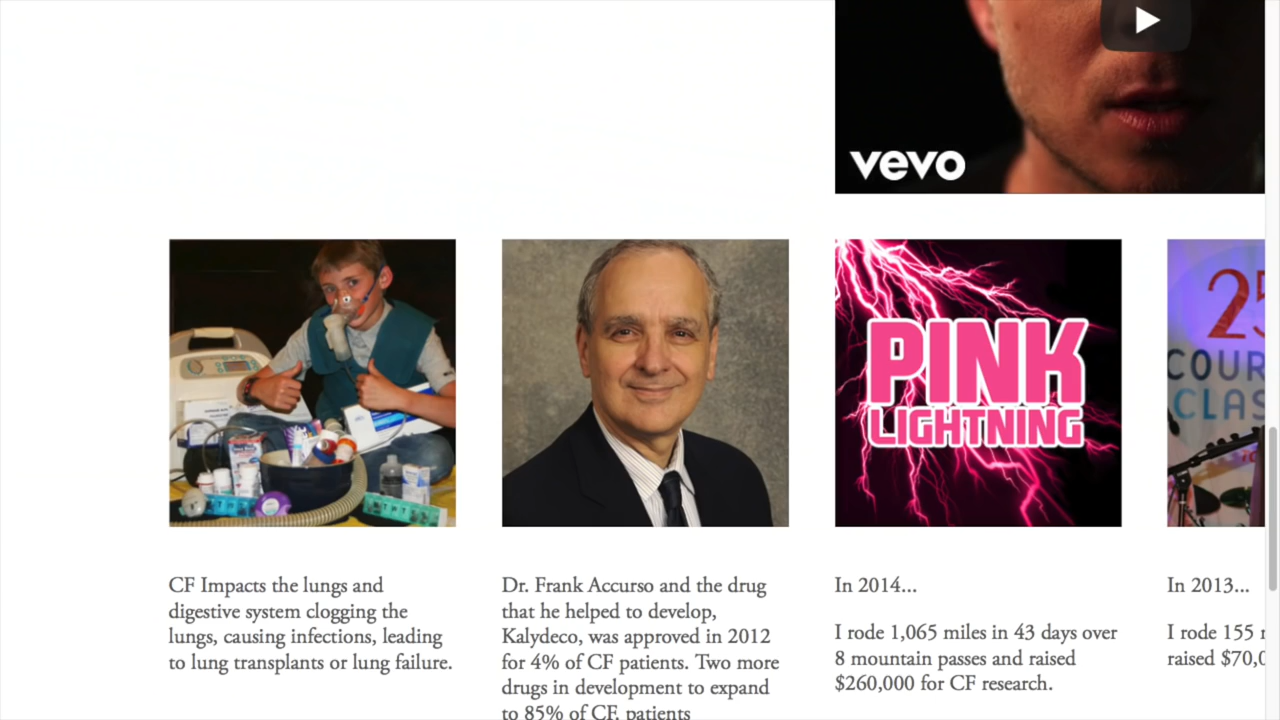 vevo
PINK
LIGHTNING
25
COUR
CLAS
CF Impacts the lungs and
digestive system clogging the
lungs, causing infections, leading
to lung transplants or lung failure.
Dr. Frank Accurso and the drug
that he helped to develop,
Kalydeco, was approved in 2012
for 4% of CF patients. Two more
drugs in development to expand
to 85% of CF. patients
In 2014...
I rode 1,065 miles in 43 days over
8 mountain passes and raised
$260,000 for CF research.
In 2013...
I rode 155
raised $70,0